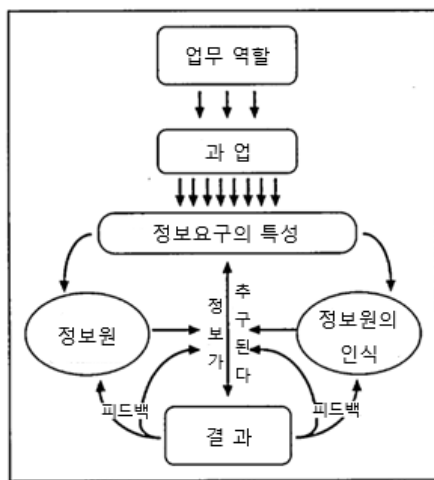 업무 역할
과 업
정보요구의 특성
정보원
정보가
추구된다
정보원의
인식
피드백
피드백
결 과